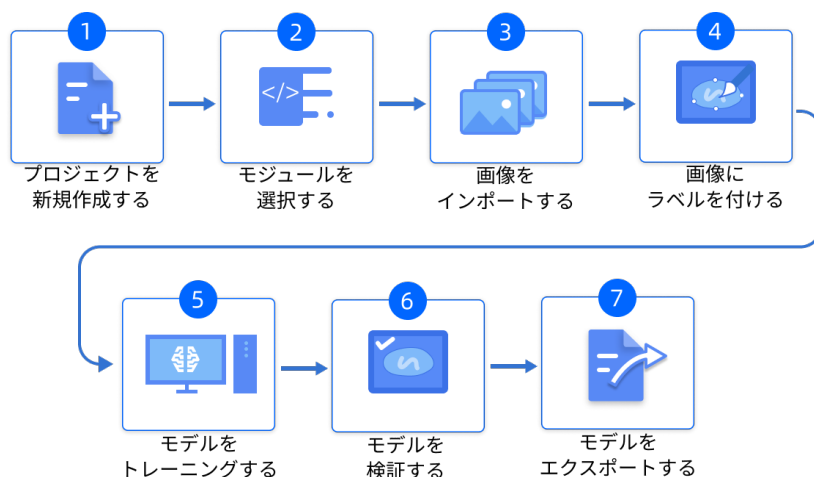 1
プロジェクトを
新規作成する
2
</>
モジュールを
選択する
3
画像を
インポートする
4
画像に
ラベルを付ける
5
モデルを
トレーニングする
6
モデルを
検証する
7
モデルを
エクスポートする